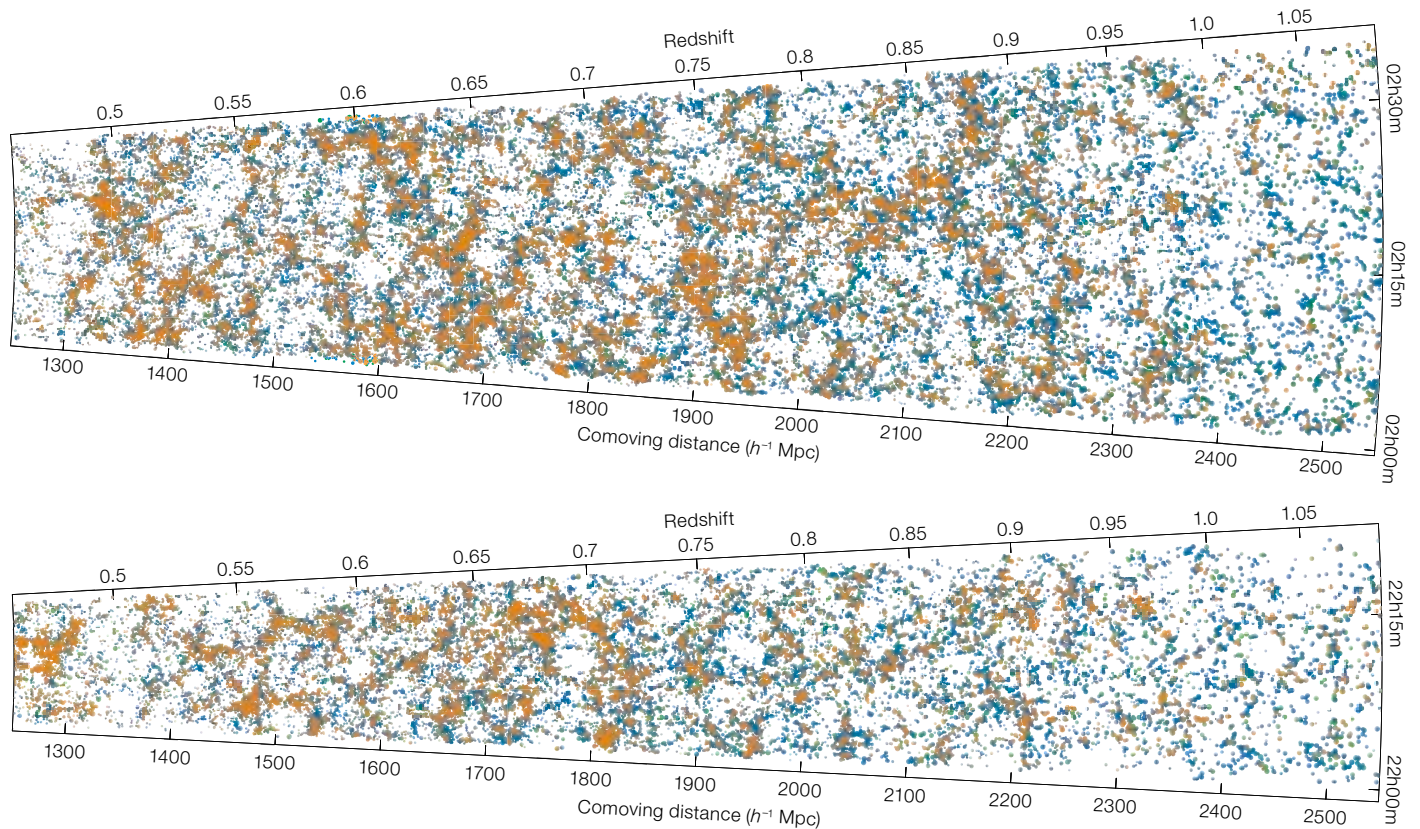 Redshift
0.5 0.55 0.6 0.65 0.7 0.75 0.8 0.85 0.9 0.95 1.0 1.05
02h30m
02h15m
02h00m
1300 1400 1500 1600 1700 1800 1900 2000 2100 2200 2300 2400 2500
Comoving distance (h⁻¹ Mpc)
Redshift
0.5 0.55 0.6 0.65 0.7 0.75 0.8 0.85 0.9 0.95 1.0 1.05
22h15m
22h00m
1300 1400 1500 1600 1700 1800 1900 2000 2100 2200 2300 2400 2500
Comoving distance (h⁻¹ Mpc)